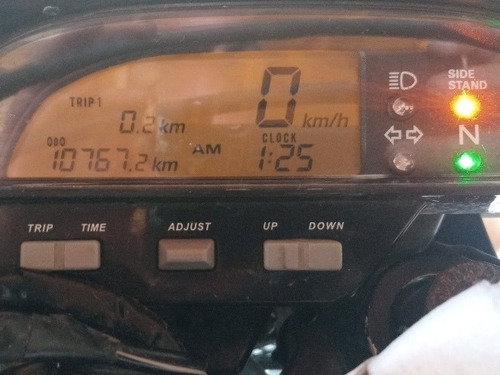 TRIP 1
0.2 km
0 km/h
ODO
10767.2 km
AM
CLOCK
1:25
SIDE
STAND
N
TRIP TIME ADJUST UP DOWN